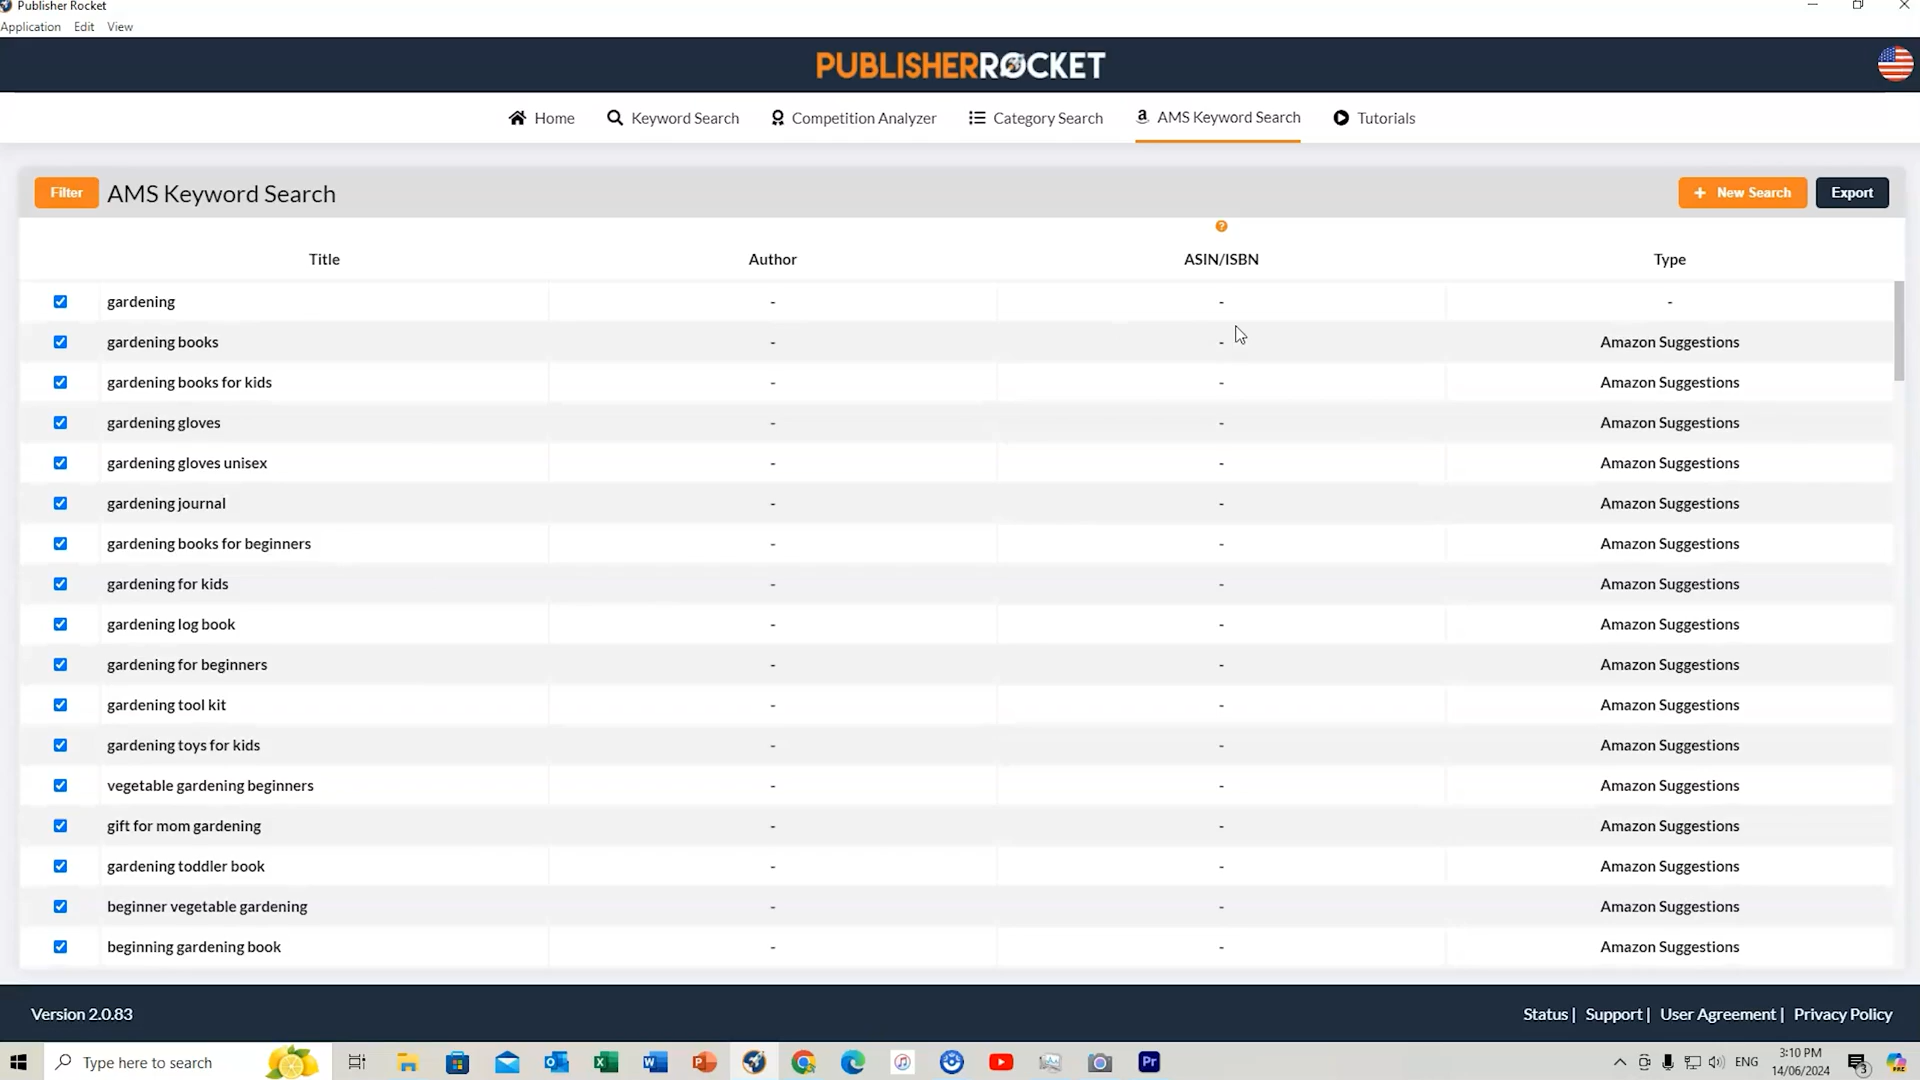 Publisher Rocket
Application Edit View
PUBLISHERROCKET
Home Keyword Search Competition Analyzer Category Search AMS Keyword Search Tutorials
Filter AMS Keyword Search + New Search Export
?
Title Author ASIN/ISBN Type
gardening - - -
gardening books - - Amazon Suggestions
gardening books for kids - - Amazon Suggestions
gardening gloves - - Amazon Suggestions
gardening gloves unisex - - Amazon Suggestions
gardening journal - - Amazon Suggestions
gardening books for beginners - - Amazon Suggestions
gardening for kids - - Amazon Suggestions
gardening log book - - Amazon Suggestions
gardening for beginners - - Amazon Suggestions
gardening tool kit - - Amazon Suggestions
gardening toys for kids - - Amazon Suggestions
vegetable gardening beginners - - Amazon Suggestions
gift for mom gardening - - Amazon Suggestions
gardening toddler book - - Amazon Suggestions
beginner vegetable gardening - - Amazon Suggestions
beginning gardening book - - Amazon Suggestions
Version 2.0.83 Status | Support | User Agreement | Privacy Policy
Type here to search ENG 3:10 PM
14/06/2024